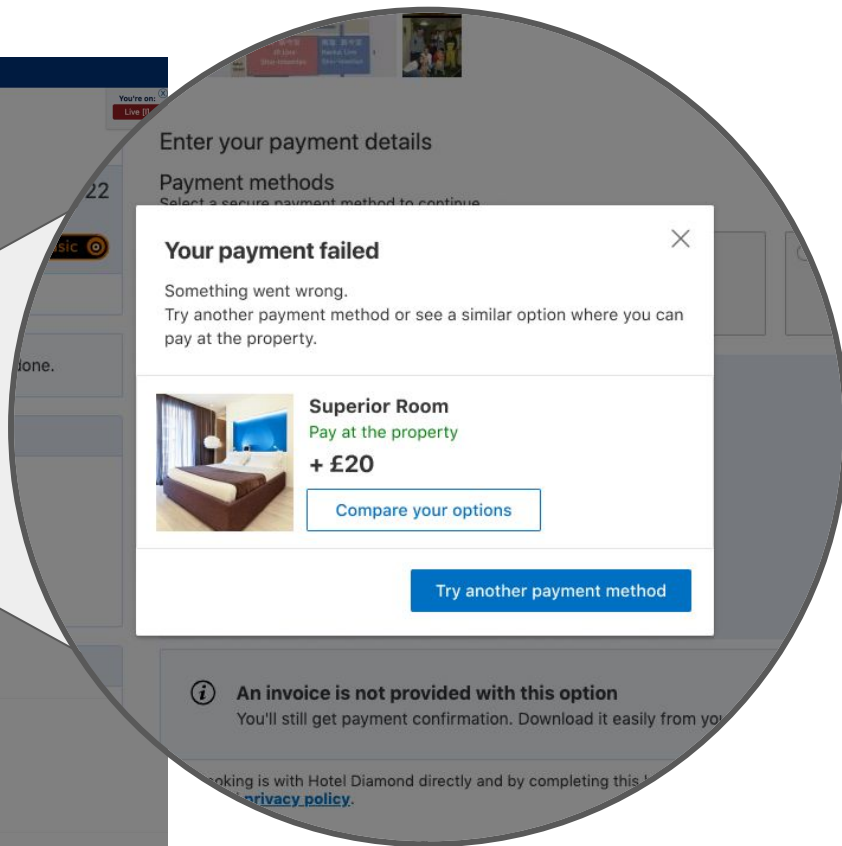 You're on:
Live
Enter your payment details
Payment methods
Select a secure payment method to continue
22
Your payment failed
Something went wrong.
Try another payment method or see a similar option where you can
pay at the property.
done.
Superior Room
Pay at the property
+ £20
Compare your options
Try another payment method
An invoice is not provided with this option
You'll still get payment confirmation. Download it easily from
is with Hotel Diamond directly and by completing this
privacy policy.